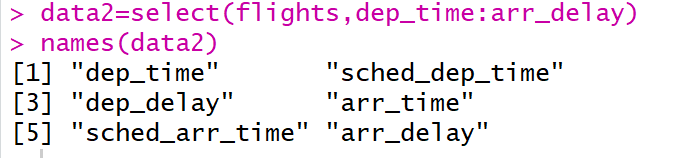 > data2=select(flights,dep_time:arr_delay)
> names(data2)
[1] "dep_time"       "sched_dep_time"
[3] "dep_delay"      "arr_time"
[5] "sched_arr_time" "arr_delay"